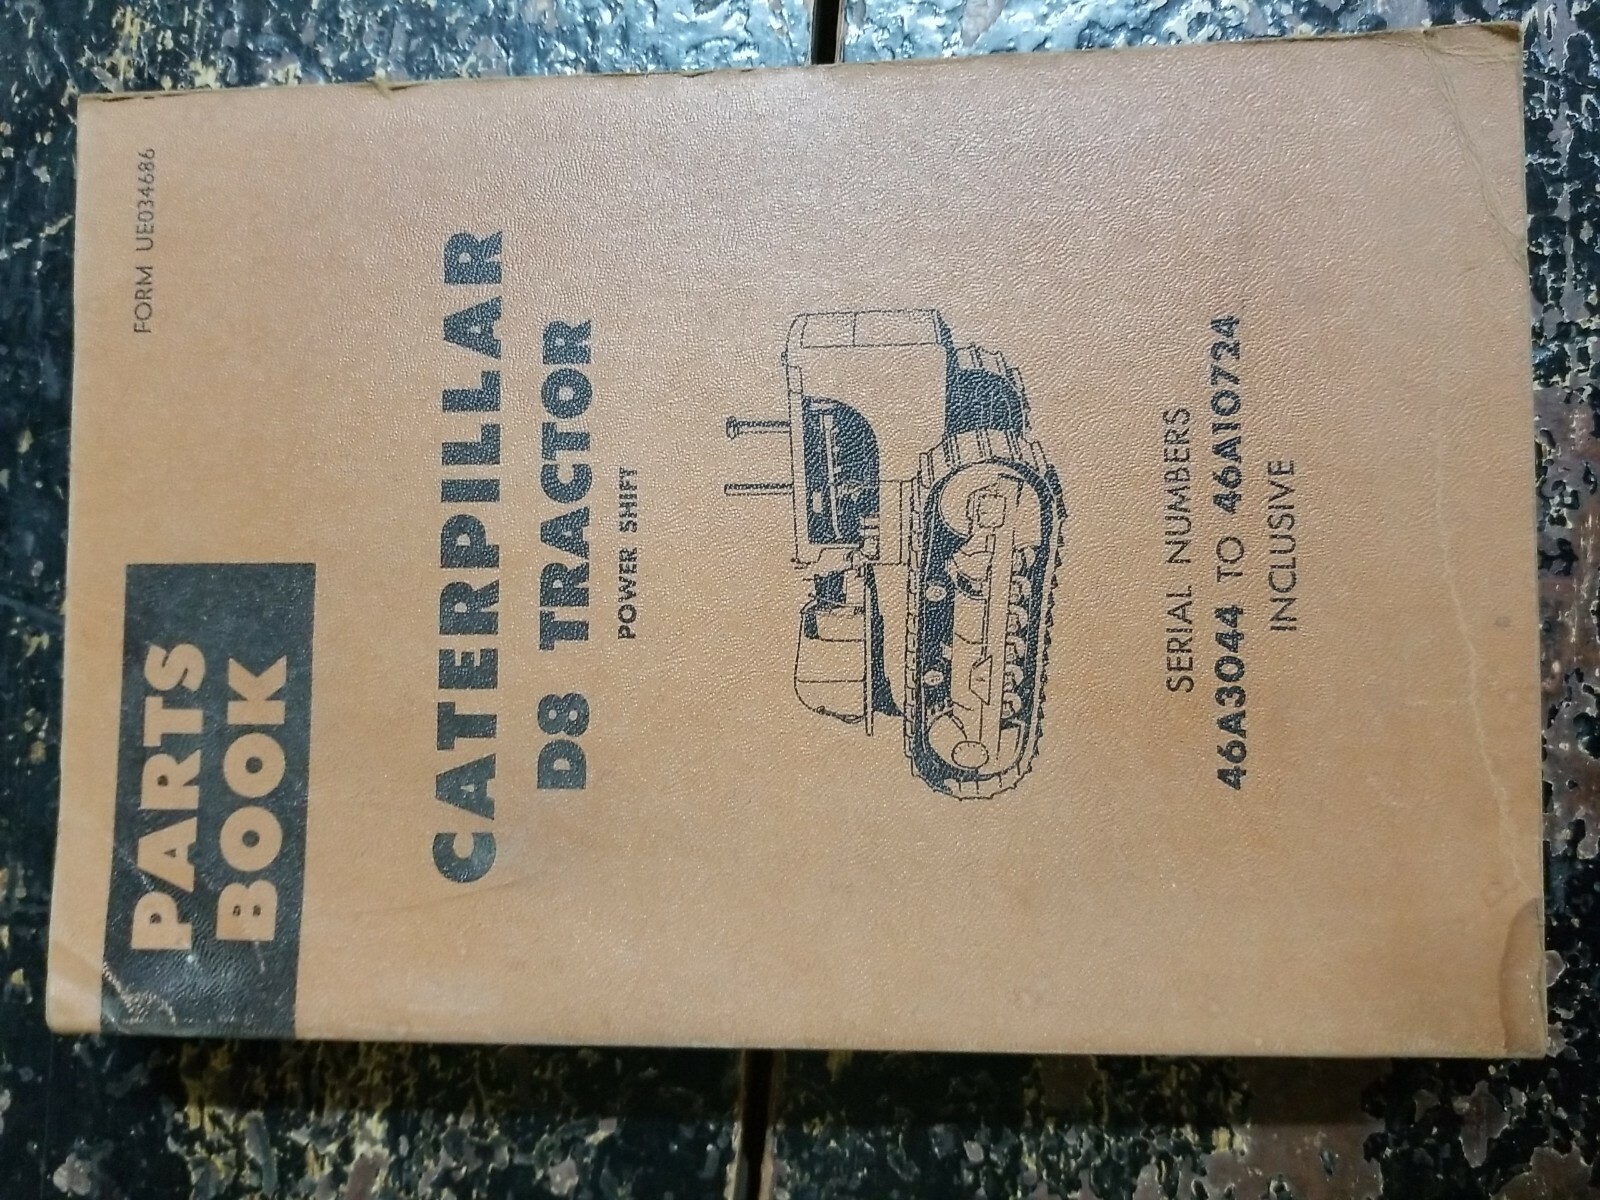 FORM UE034686
PARTS
BOOK
CATERPILLAR
D8 TRACTOR
POWER SHIFT
SERIAL NUMBERS
46A3044 TO 46A10724
INCLUSIVE